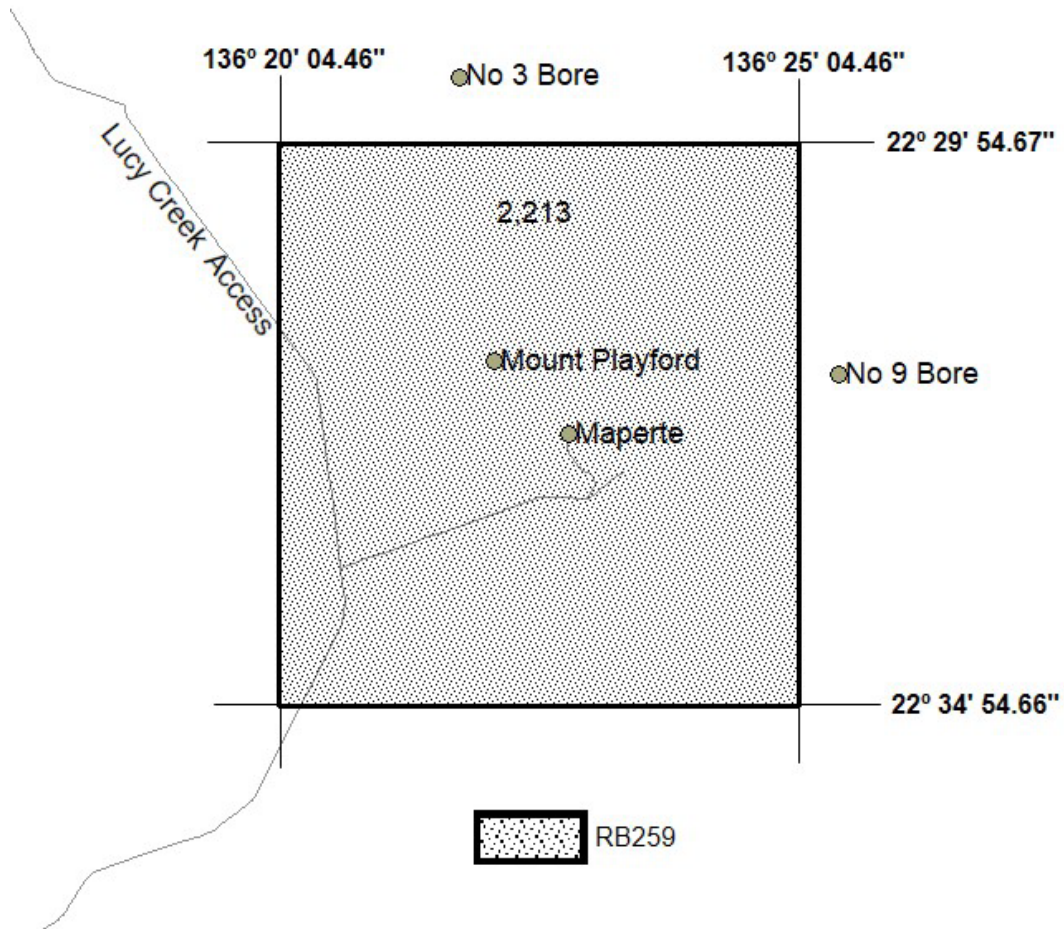 136º 20' 04.46"
136º 25' 04.46"
No 3 Bore
22º 29' 54.67"
Lucy Creek Access
2,213
Mount Playford
No 9 Bore
Maperte
22º 34' 54.66"
RB259